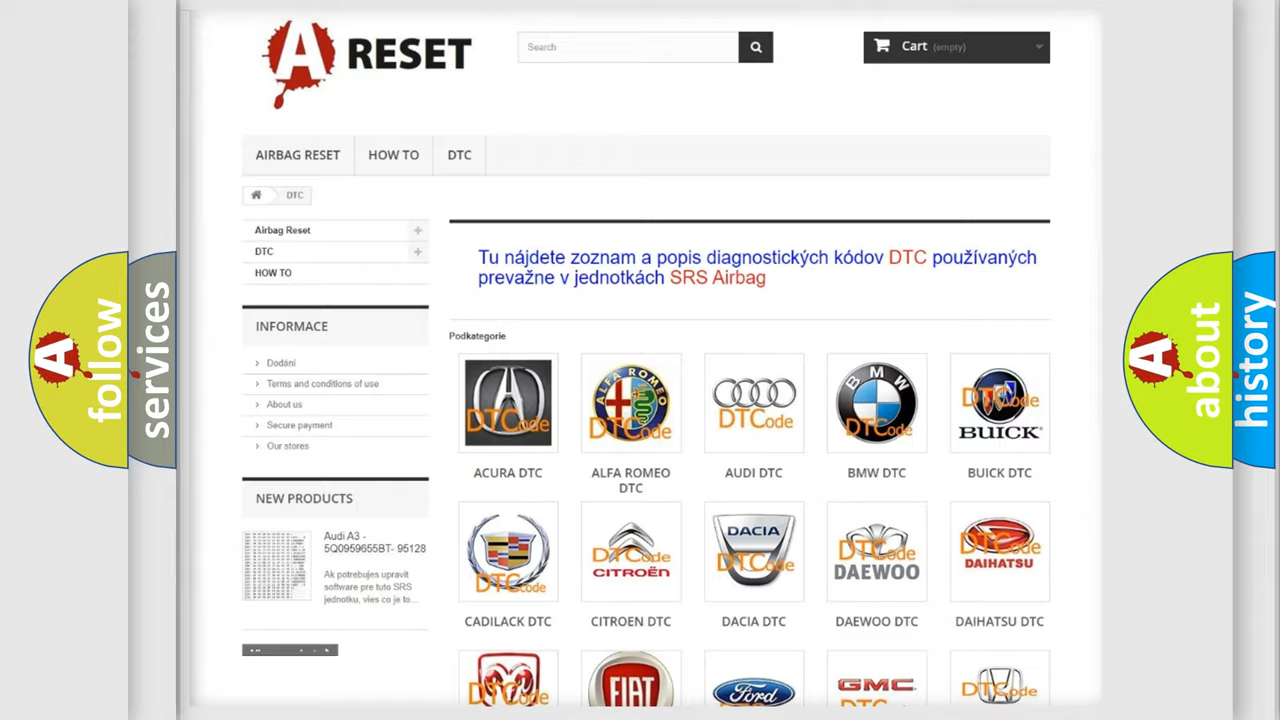 A RESET
Search
Cart (empty)
AIRBAG RESET
HOW TO
DTC
DTC
Airbag Reset
DTC
HOW TO
Tu nájdete zoznam a popis diagnostických kódov DTC používaných
prevažne v jednotkách SRS Airbag
INFORMACE
Dodání
Terms and conditions of use
About us
Secure payment
Our stores
NEW PRODUCTS
Audi A3 -
5Q0959655BT- 95128
Ak potrebujes upravit
software pre tuto SRS
jednotku, vies co je to...
Podkategorie
DTCode
ALFA ROMEO
DTCode
DTCode
BMW
DTCode
DTCode
BUICK
ACURA DTC
ALFA ROMEO
DTC
AUDI DTC
BMW DTC
BUICK DTC
DTCode
DTCode
CITROËN
DACIA
DTCode
DTCode
DAEWOO
DTCode
DAIHATSU
CADILACK DTC
CITROEN DTC
DACIA DTC
DAEWOO DTC
DAIHATSU DTC
DTCode
FIAT
Ford
GMC
DTCode
A follow
services
A about
history